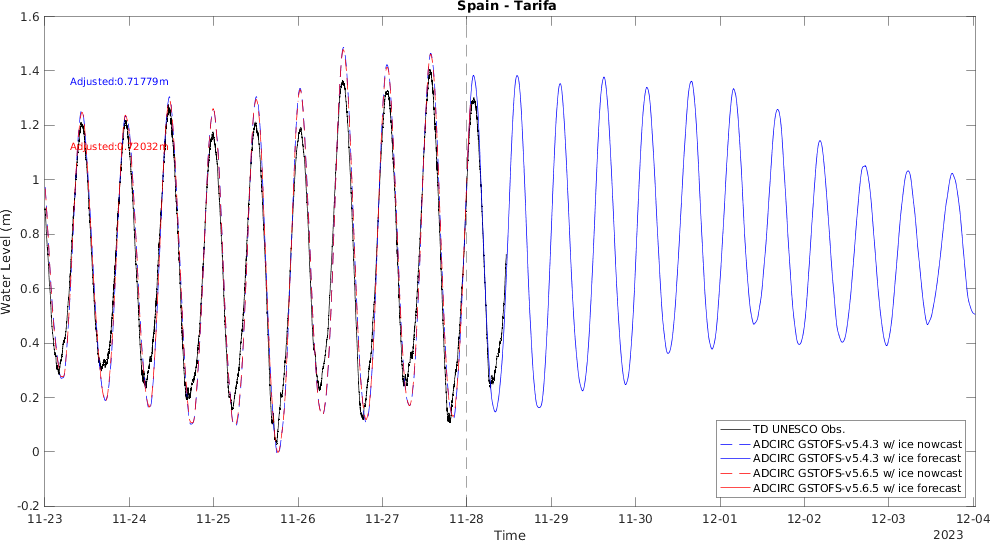 Spain - Tarifa
1.6
1.4
1.2
1
0.8
0.6
0.4
0.2
0
-0.2
Water Level (m)
Adjusted:0.71779m
Adjusted:0.72032m
TD UNESCO Obs.
ADCIRC GSTOFS-v5.4.3 w/ ice nowcast
ADCIRC GSTOFS-v5.4.3 w/ ice forecast
ADCIRC GSTOFS-v5.6.5 w/ ice nowcast
ADCIRC GSTOFS-v5.6.5 w/ ice forecast
11-23 11-24 11-25 11-26 11-27 11-28 11-29 11-30 12-01 12-02 12-03 12-04
Time
2023